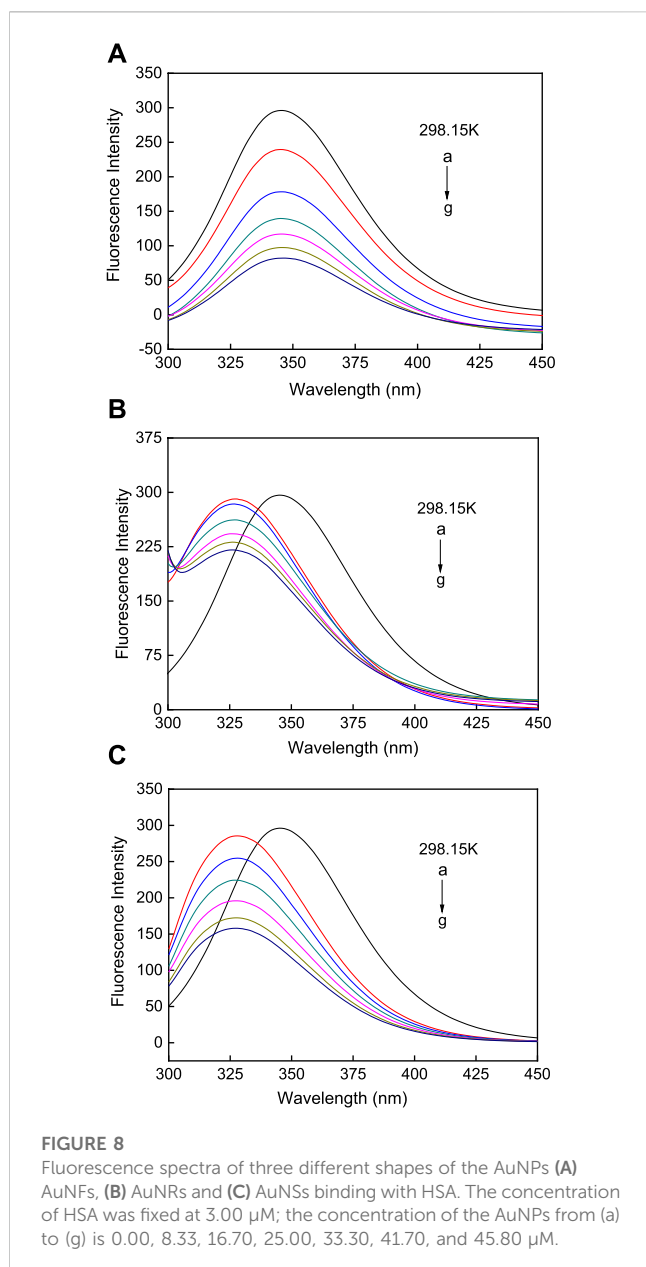 A
350
300
250
200
150
100
50
0
-50
Fluorescence Intensity
298.15K
a
g
300 325 350 375 400 425 450
Wavelength (nm)
B
375
300
225
150
75
0
Fluorescence Intensity
298.15K
a
g
300 325 350 375 400 425 450
Wavelength (nm)
C
350
300
250
200
150
100
50
0
Fluorescence Intensity
298.15K
a
g
300 325 350 375 400 425 450
Wavelength (nm)
FIGURE 8
Fluorescence spectra of three different shapes of the AuNPs (A)
AuNFs, (B) AuNRs and (C) AuNSs binding with HSA. The concentration
of HSA was fixed at 3.00 μM; the concentration of the AuNPs from (a)
to (g) is 0.00, 8.33, 16.70, 25.00, 33.30, 41.70, and 45.80 μM.